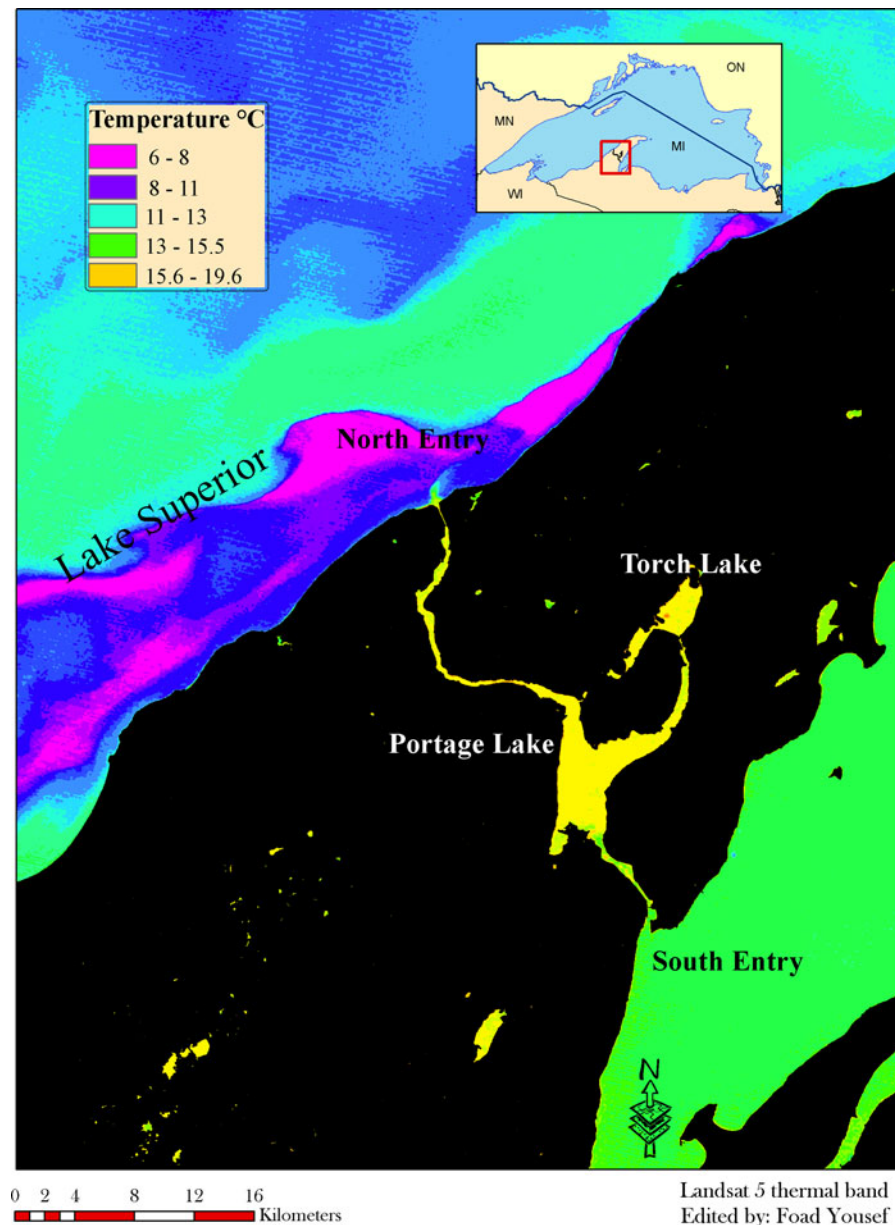 ON
Temperature °C
MN
6 - 8
MI
8 - 11
WI
11 - 13
13 - 15.5
15.6 - 19.6
North Entry
Lake Superior
Torch Lake
Portage Lake
South Entry
N
0 2 4 8 12 16
Kilometers
Landsat 5 thermal band
Edited by: Foad Yousef